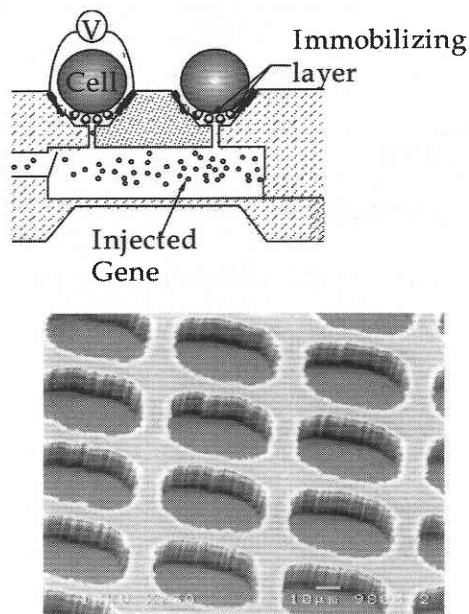 V
Immobilizing
layer
Cell
Injected
Gene
10µm